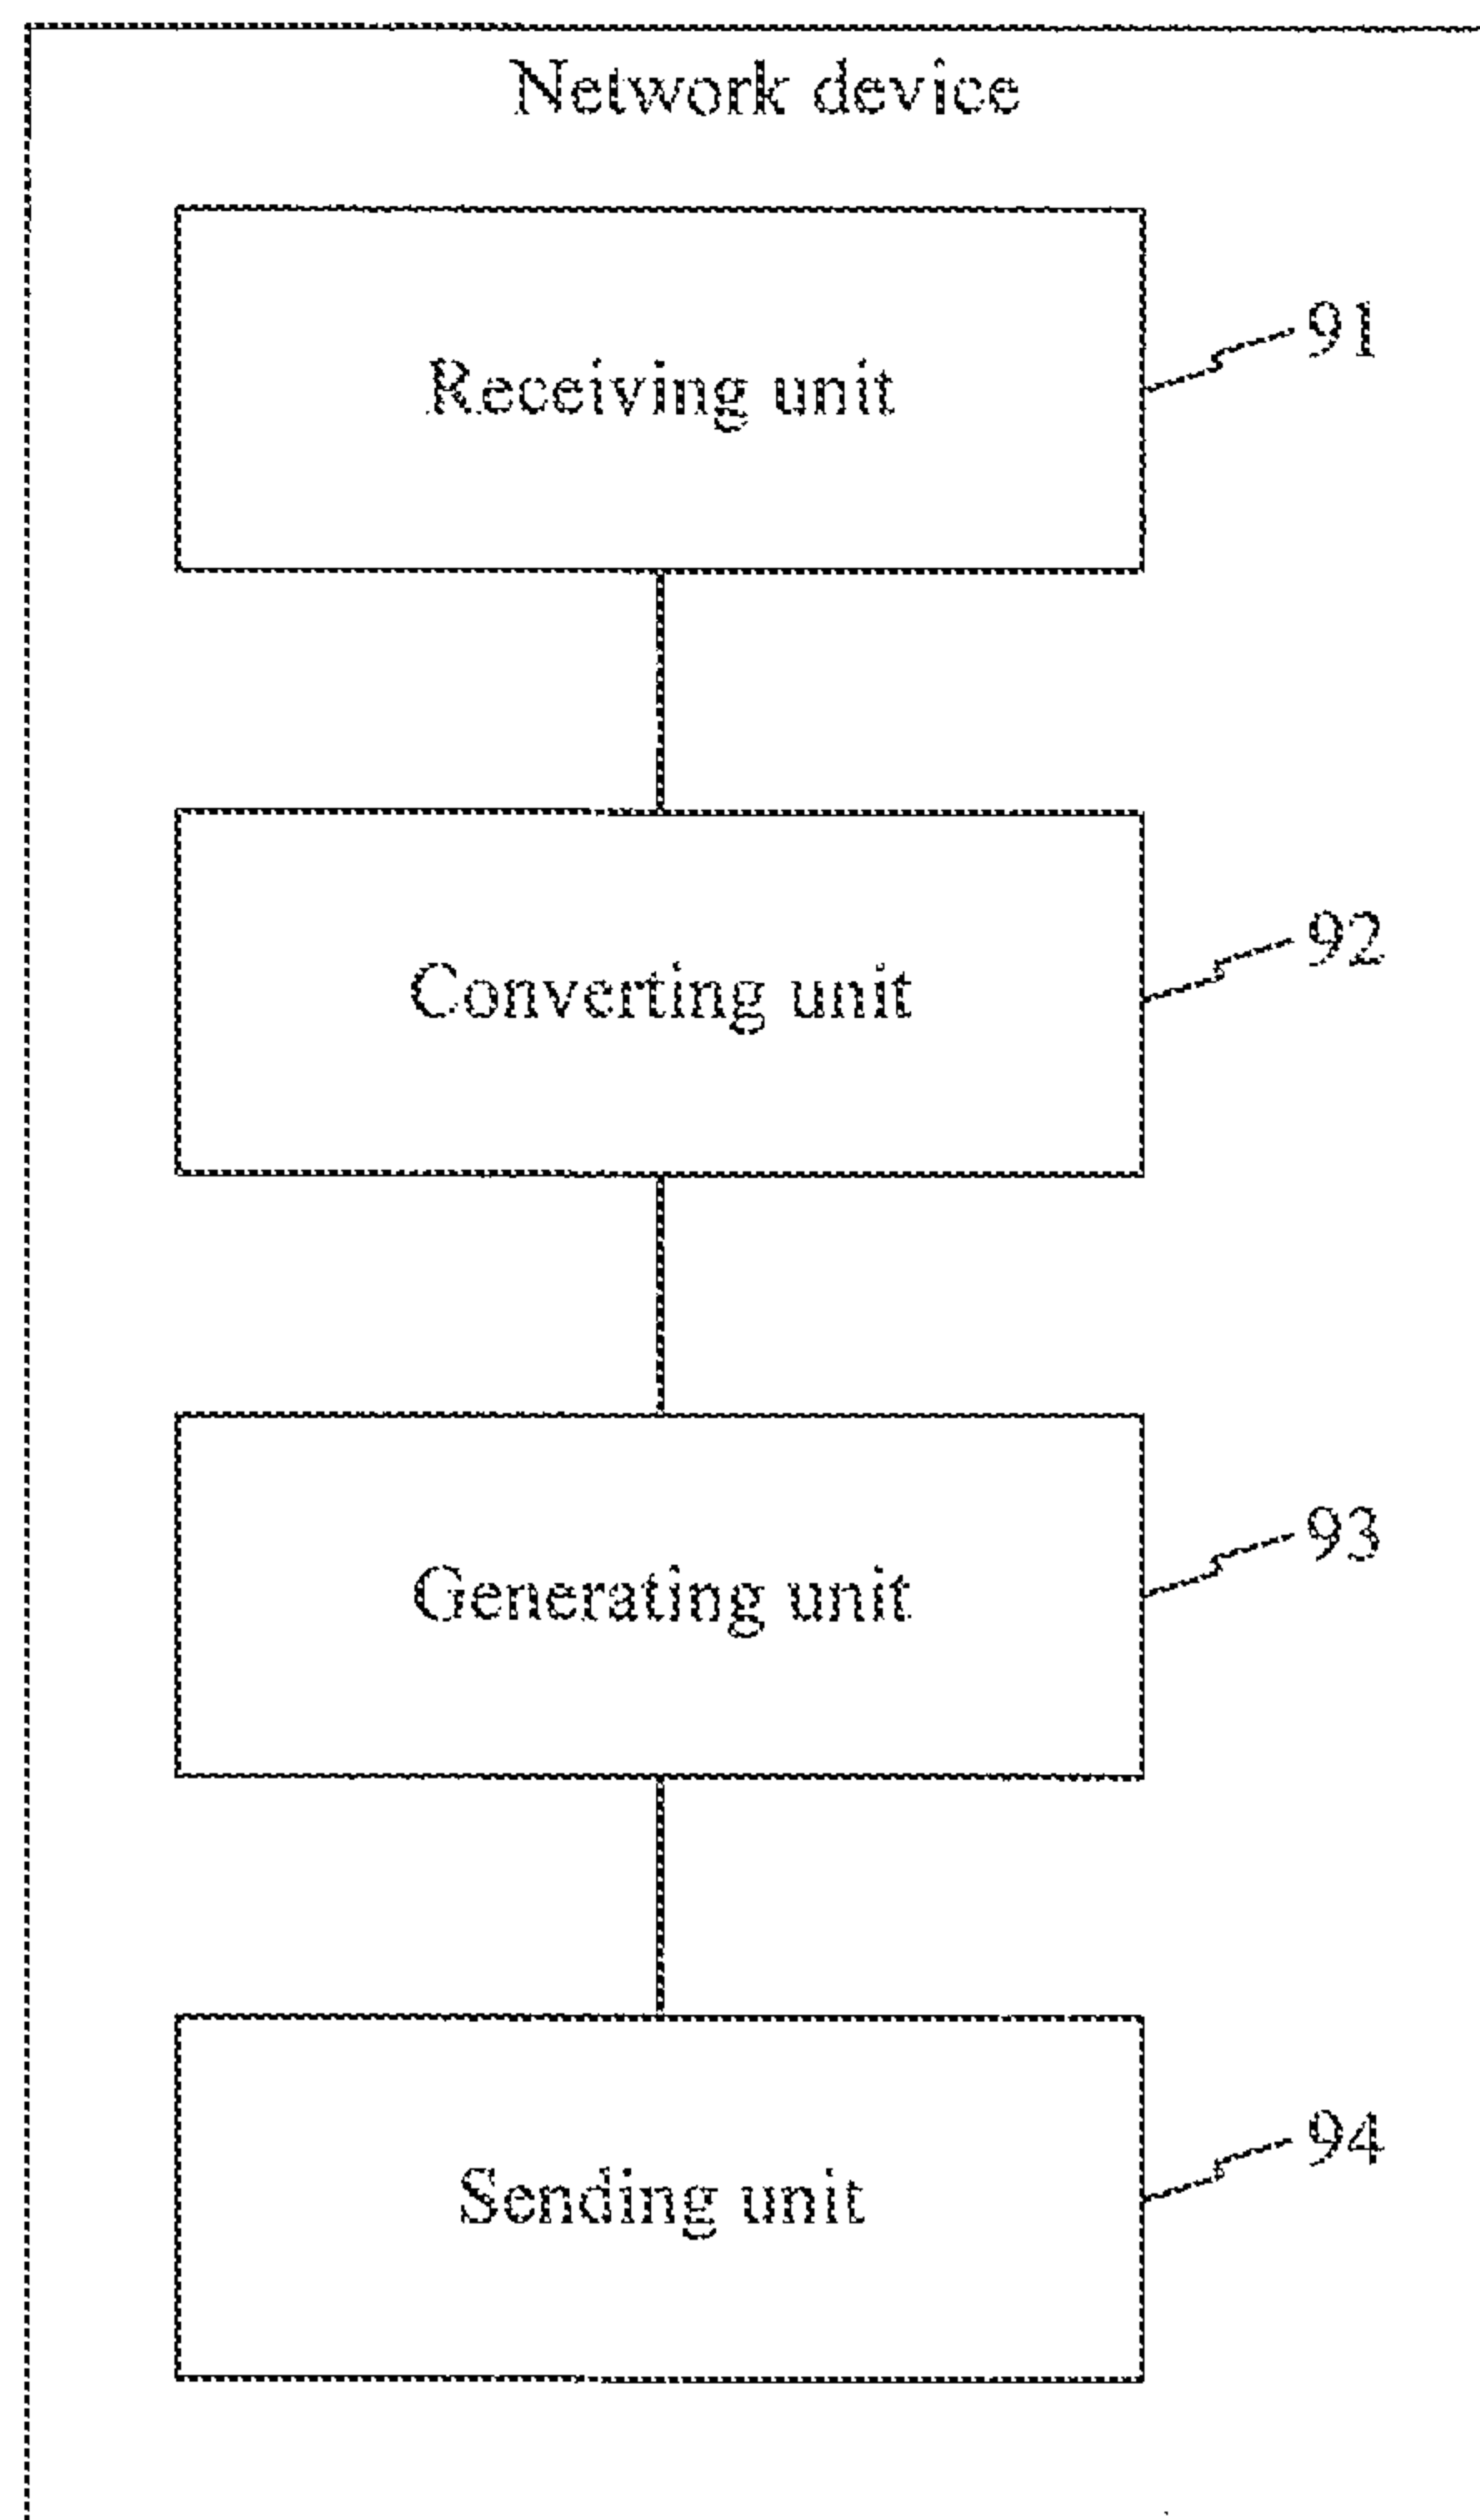 Network device
Receiving unit
91
Converting unit
92
Generating unit
93
Sending unit
94